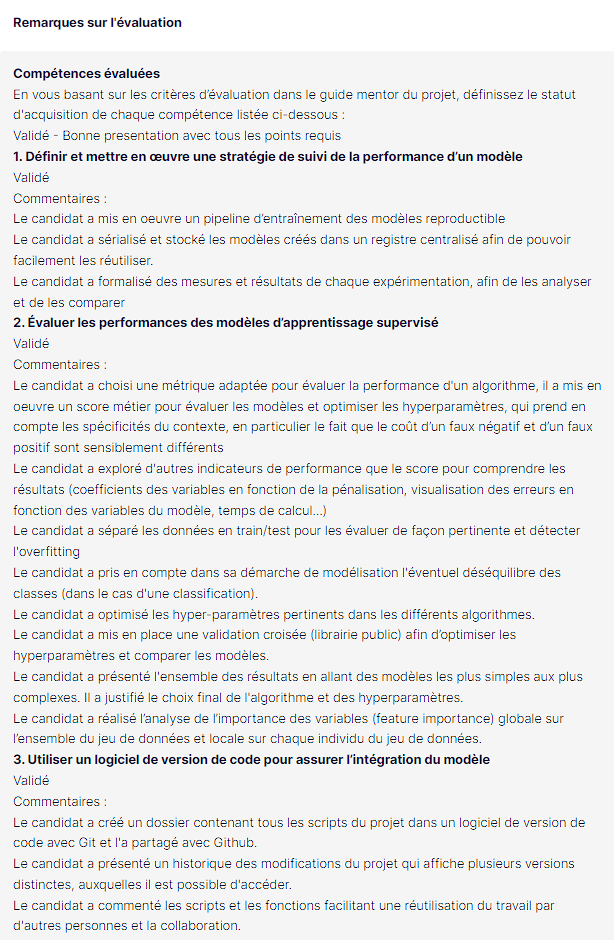 Remarques sur l'évaluation
Compétences évaluées
En vous basant sur les critères d’évaluation dans le guide mentor du projet, définissez le statut
d'acquisition de chaque compétence listée ci-dessous :
Validé - Bonne presentation avec tous les points requis
1. Définir et mettre en œuvre une stratégie de suivi de la performance d’un modèle
Validé
Commentaires :
Le candidat a mis en oeuvre un pipeline d’entraînement des modèles reproductible
Le candidat a sérialisé et stocké les modèles créés dans un registre centralisé afin de pouvoir
facilement les réutiliser.
Le candidat a formalisé des mesures et résultats de chaque expérimentation, afin de les analyser
et de les comparer
2. Évaluer les performances des modèles d’apprentissage supervisé
Validé
Commentaires :
Le candidat a choisi une métrique adaptée pour évaluer la performance d'un algorithme, il a mis en
oeuvre un score métier pour évaluer les modèles et optimiser les hyperparamètres, qui prend en
compte les spécificités du contexte, en particulier le fait que le coût d’un faux négatif et d’un faux
positif sont sensiblement différents
Le candidat a exploré d'autres indicateurs de performance que le score pour comprendre les
résultats (coefficients des variables en fonction de la pénalisation, visualisation des erreurs en
fonction des variables du modèle, temps de calcul...)
Le candidat a séparé les données en train/test pour les évaluer de façon pertinente et détecter
l'overfitting
Le candidat a pris en compte dans sa démarche de modélisation l'éventuel déséquilibre des
classes (dans le cas d'une classification).
Le candidat a optimisé les hyper-paramètres pertinents dans les différents algorithmes.
Le candidat a mis en place une validation croisée (librairie public) afin d’optimiser les
hyperparamètres et comparer les modèles.
Le candidat a présenté l'ensemble des résultats en allant des modèles les plus simples aux plus
complexes. Il a justifié le choix final de l'algorithme et des hyperparamètres.
Le candidat a réalisé l’analyse de l’importance des variables (feature importance) globale sur
l’ensemble du jeu de données et locale sur chaque individu du jeu de données.
3. Utiliser un logiciel de version de code pour assurer l’intégration du modèle
Validé
Commentaires :
Le candidat a créé un dossier contenant tous les scripts du projet dans un logiciel de version de
code avec Git et l'a partagé avec Github.
Le candidat a présenté un historique des modifications du projet qui affiche plusieurs versions
distinctes, auxquelles il est possible d'accéder.
Le candidat a commenté les scripts et les fonctions facilitant une réutilisation du travail par
d'autres personnes et la collaboration.